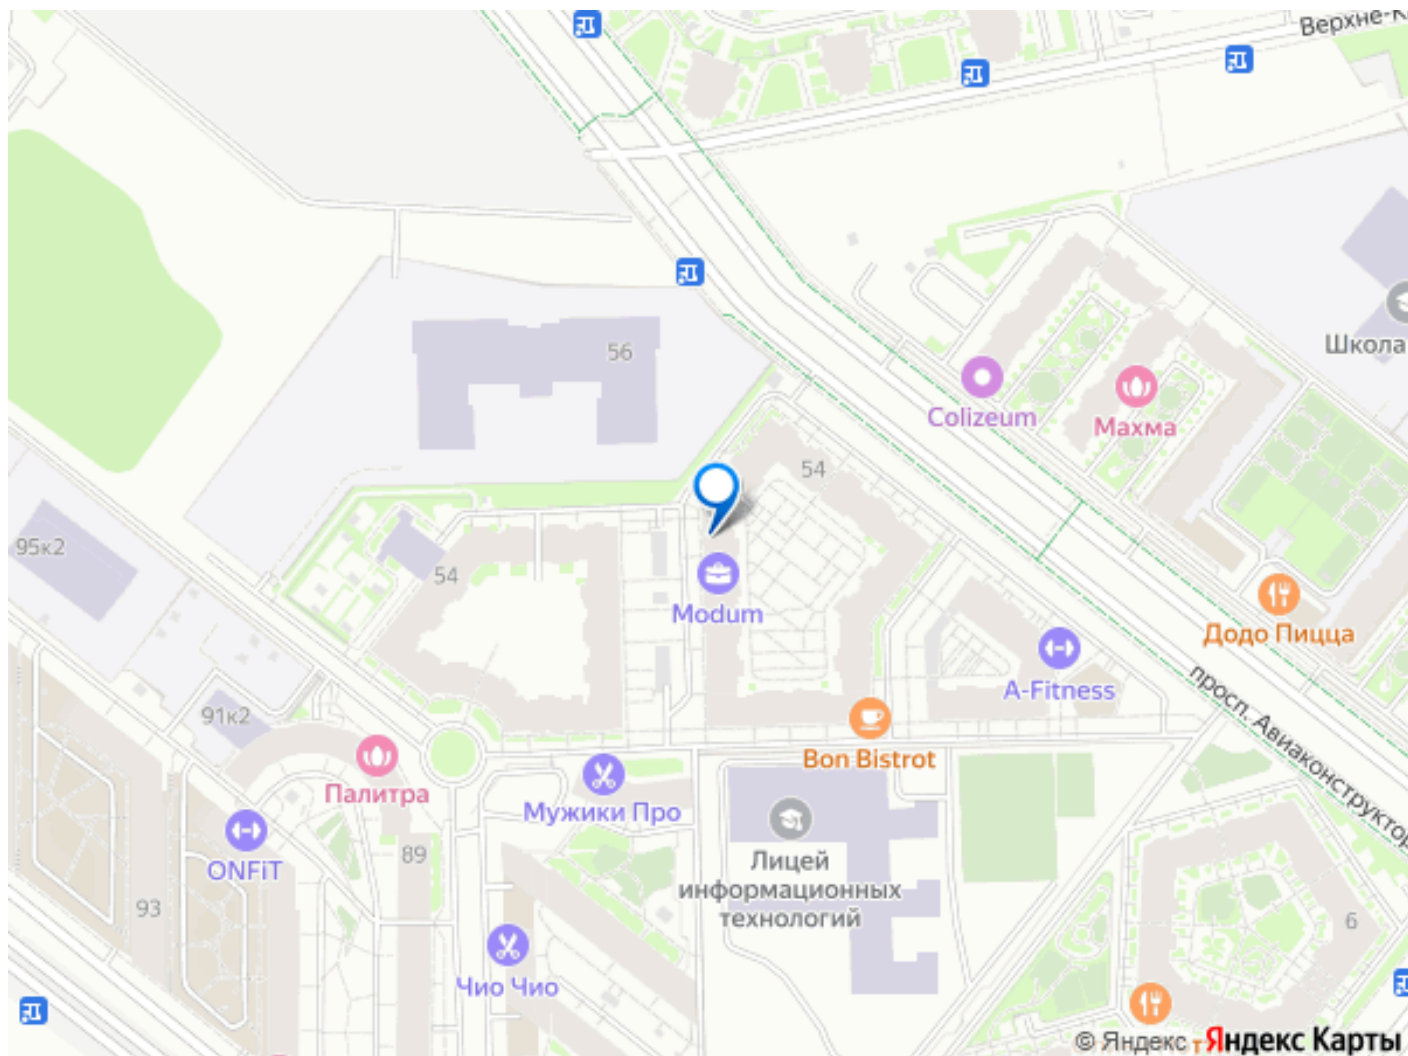 Верхне-К
56
Школа
Colizeum
Махма
54
95к2
54
Modum
Додо Пицца
A-Fitness
просп. Авиаконструктор
91к2
Bon Bistrot
Палитра
Мужики Про
ONFiT
89
Лицей
информационных
технологий
93
6
Чио Чио
© Яндекс
Яндекс Карты